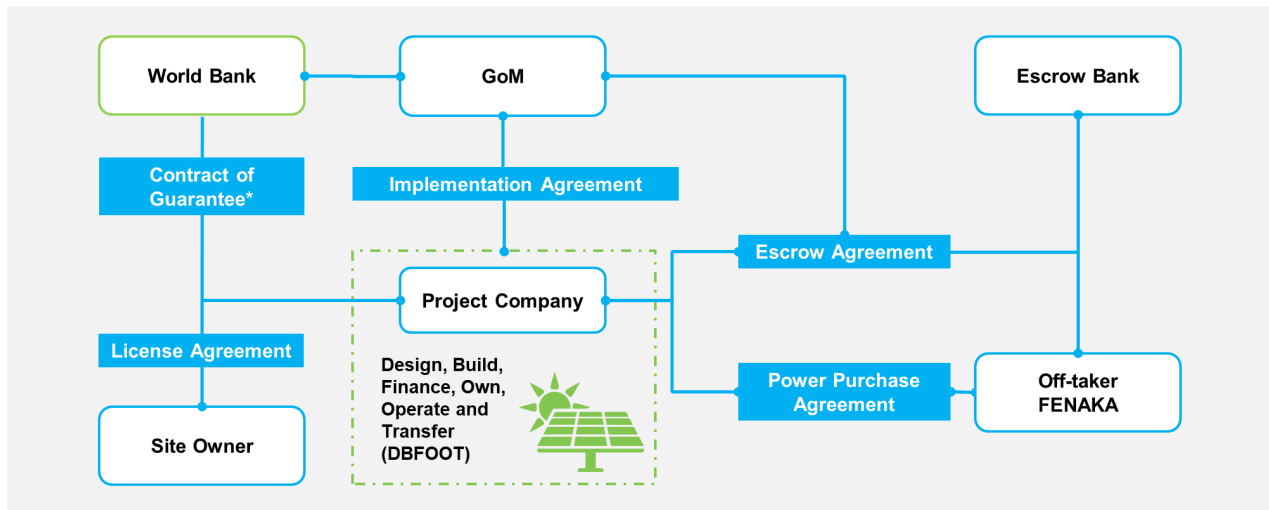 World Bank
GoM
Escrow Bank
Contract of
Guarantee*
Implementation Agreement
Escrow Agreement
Project Company
License Agreement
Design, Build,
Finance, Own,
Operate and
Transfer
(DBFOOT)
Power Purchase
Agreement
Off-taker
FENAKA
Site Owner